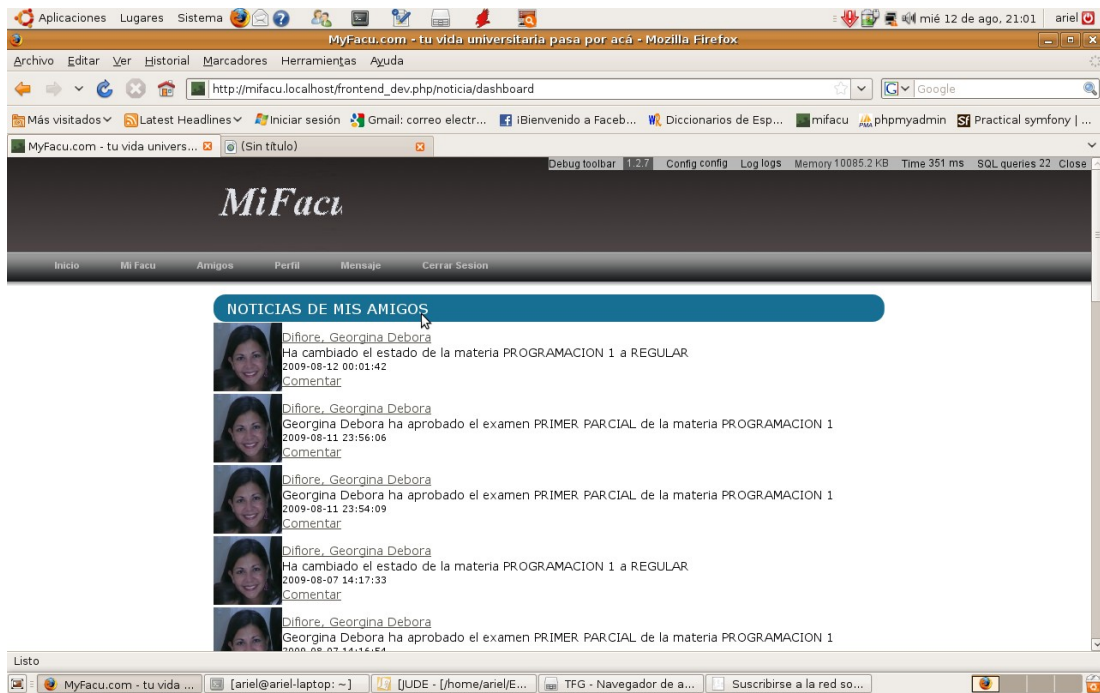 Aplicaciones Lugares Sistema mié 12 de ago, 21:01 ariel
MyFacu.com - tu vida universitaria pasa por acá - Mozilla Firefox
Archivo Editar Ver Historial Marcadores Herramientas Ayuda
http://mifacu.localhost/frontend_dev.php/noticia/dashboard Google
Más visitados Latest Headlines Iniciar sesión Gmail: correo electr... ¡Bienvenido a Faceb... Diccionarios de Esp... mifacu phpmyadmin Practical symfony | ...
MyFacu.com - tu vida univers... (Sin título)
Debug toolbar 1.2.7 Config config Log logs Memory 10085.2 KB Time 351 ms SQL queries 22 Close
MiFacu
Inicio Mi Facu Amigos Perfil Mensaje Cerrar Sesion
NOTICIAS DE MIS AMIGOS
Difiore, Georgina Debora
Ha cambiado el estado de la materia PROGRAMACION 1 a REGULAR
2009-08-12 00:01:42
Comentar
Difiore, Georgina Debora
Georgina Debora ha aprobado el examen PRIMER PARCIAL de la materia PROGRAMACION 1
2009-08-11 23:56:06
Comentar
Difiore, Georgina Debora
Georgina Debora ha aprobado el examen PRIMER PARCIAL de la materia PROGRAMACION 1
2009-08-11 23:54:09
Comentar
Difiore, Georgina Debora
Ha cambiado el estado de la materia PROGRAMACION 1 a REGULAR
2009-08-07 14:17:33
Comentar
Difiore, Georgina Debora
Georgina Debora ha aprobado el examen PRIMER PARCIAL de la materia PROGRAMACION 1
2009-08-07 14:16:54
Listo
MyFacu.com - tu vida ... [ariel@ariel-laptop: ~] [JUDE - [/home/ariel/E... TFG - Navegador de a... Suscribirse a la red so...